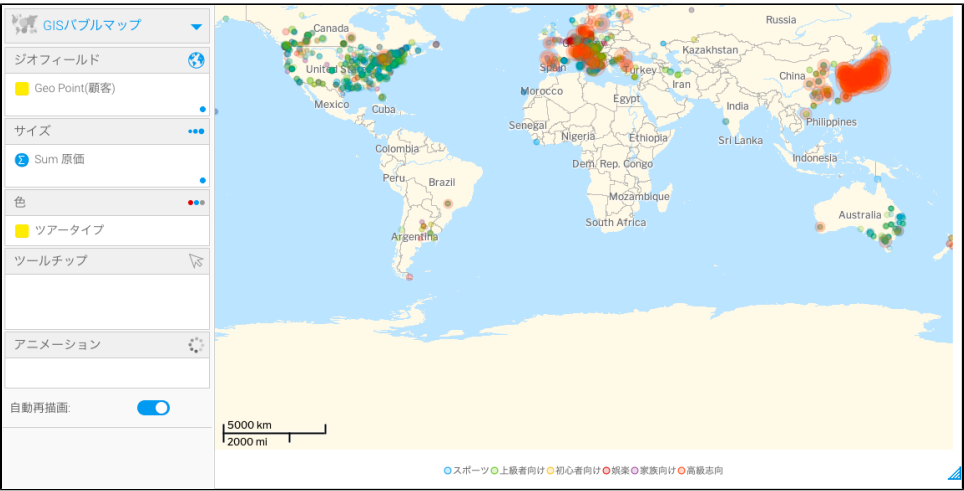 GISバブルマップ
ジオフィールド
Geo Point(顧客)
サイズ
Σ Sum 原価
色
ツアータイプ
ツールチップ
アニメーション
自動再描画:
Russia
Canada
Kazakhstan
United
Spain
Turkey
China
Iran
Morocco
Mexico
Cuba
Egypt
India
Philippines
Senegal
Nigeria
Ethiopia
Sri Lanka
Colombia
Dem. Rep. Congo
Indonesia
Peru
Brazil
Mozambique
Australia
South Africa
Argentina
5000 km
2000 mi
スポーツ 上級者向け 初心者向け 娯楽 家族向け 高級志向